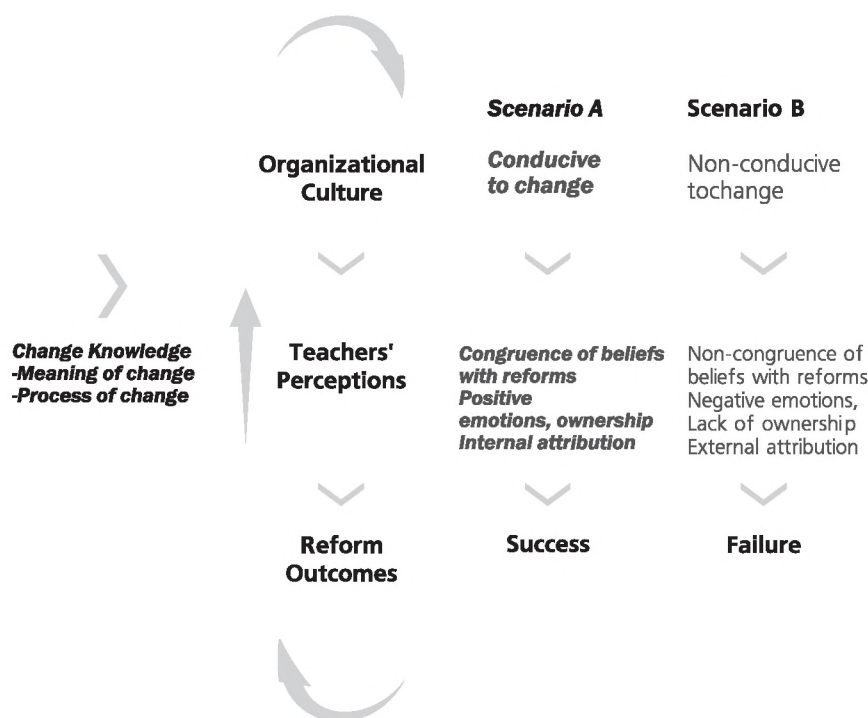 Scenario A
Scenario B
Organizational
Culture
Conducive
to change
Non-conducive
tochange
Change Knowledge
-Meaning of change
-Process of change
Teachers'
Perceptions
Congruence of beliefs
with reforms
Positive
emotions, ownership
Internal attribution
Non-congruence of
beliefs with reforms
Negative emotions,
Lack of ownership
External attribution
Reform
Outcomes
Success
Failure